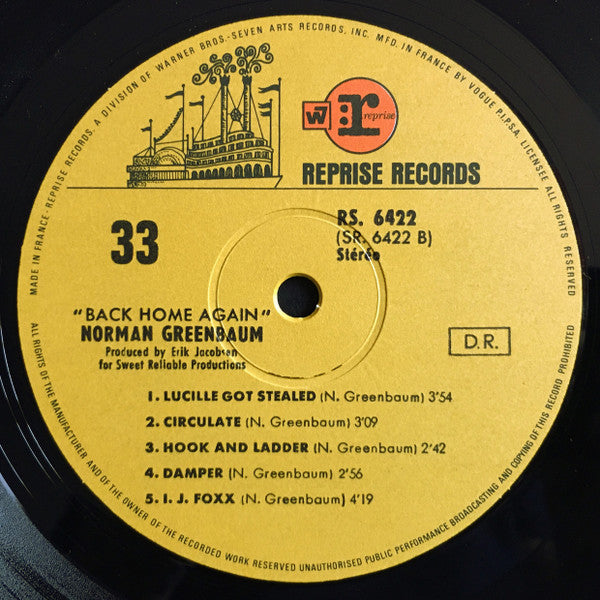 MADE IN FRANCE·REPRISE RECORDS, A DIVISION OF WARNER BROS.-SEVEN ARTS RECORDS, INC. MFD. IN FRANCE BY VOGUE P.I.P.S.A. LICENSEE ALL RIGHTS RESERVED
W
r
reprise
REPRISE RECORDS
33
RS. 6422
(SR. 6422 B)
Stéréo
"BACK HOME AGAIN"
NORMAN GREENBAUM
Produced by Erik Jacobsen
for Sweet Reliable Productions
D.R.
1. LUCILLE GOT STEALED (N. Greenbaum) 3'54
2. CIRCULATE (N. Greenbaum) 3'09
3. HOOK AND LADDER (N. Greenbaum) 2'42
4. DAMPER (N. Greenbaum) 2'56
5. I. J. FOXX (N. Greenbaum) 4'19
ALL RIGHTS OF THE MANUFACTURER AND OF THE OWNER OF THE RECORDED WORK RESERVED UNAUTHORISED PUBLIC PERFORMANCE BROADCASTING AND COPYING OF THIS RECORD PROHIBITED